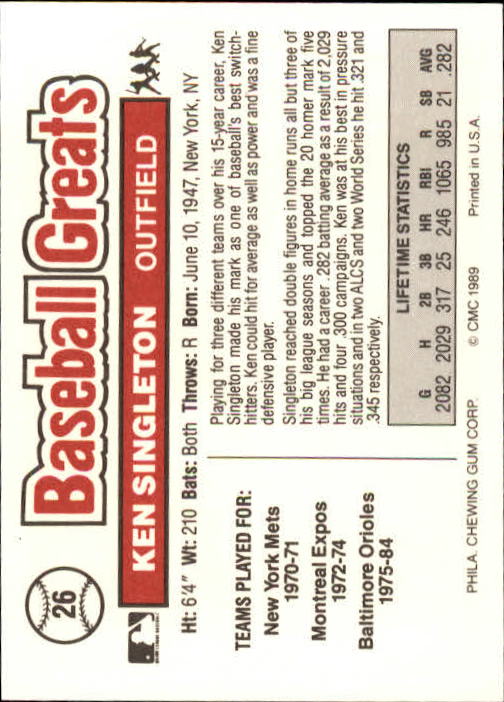 26
Baseball Greats
KEN SINGLETON OUTFIELD
Ht: 6'4" Wt: 210 Bats: Both Throws: R Born: June 10, 1947, New York, NY
TEAMS PLAYED FOR:
New York Mets
1970-71
Montreal Expos
1972-74
Baltimore Orioles
1975-84
Playing for three different teams over his 15-year career, Ken
Singleton made his mark as one of baseball's best switch-
hitters. Ken could hit for average as well as power and was a fine
defensive player.
Singleton reached double figures in home runs all but three of
his big league seasons and topped the 20 homer mark five
times. He had a career .282 batting average as a result of 2,029
hits and four .300 campaigns. Ken was at his best in pressure
situations and in two ALCS and two World Series he hit .321 and
.345 respectively.
LIFETIME STATISTICS
G H 2B 3B HR RBI R SB AVG
2082 2029 317 25 246 1065 985 21 .282
PHILA. CHEWING GUM CORP. © CMC 1989 Printed in U.S.A.